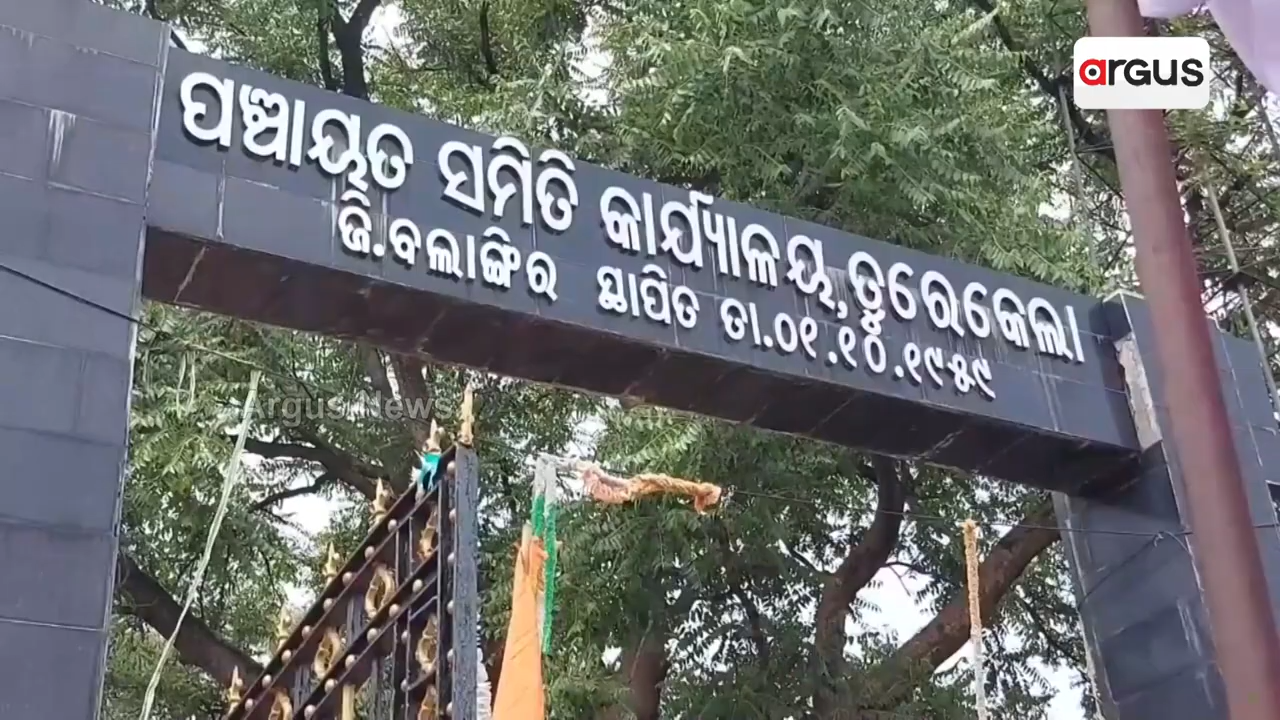 argus
ପଞ୍ଚାୟତ ସମିତି କାର୍ଯ୍ୟାଳୟ, ତୁରେକେଲା
ଜି.ବଲାଙ୍ଗିର ସ୍ଥାପିତ ତା.୦୧.୧୦.୧୯୫୯
Argus News